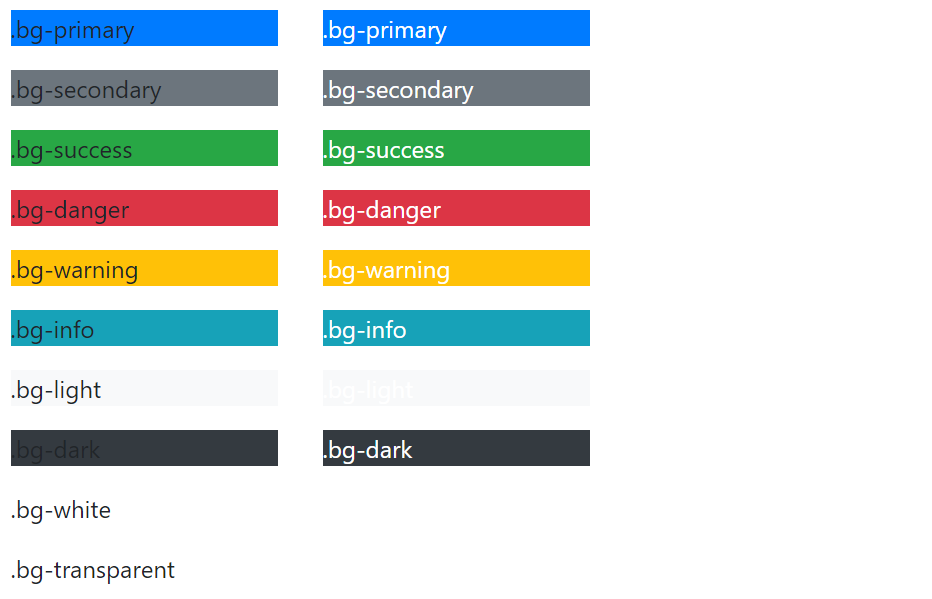 .bg-primary .bg-primary
.bg-secondary .bg-secondary
.bg-success .bg-success
.bg-danger .bg-danger
.bg-warning .bg-warning
.bg-info .bg-info
.bg-light .bg-light
.bg-dark .bg-dark
.bg-white
.bg-transparent